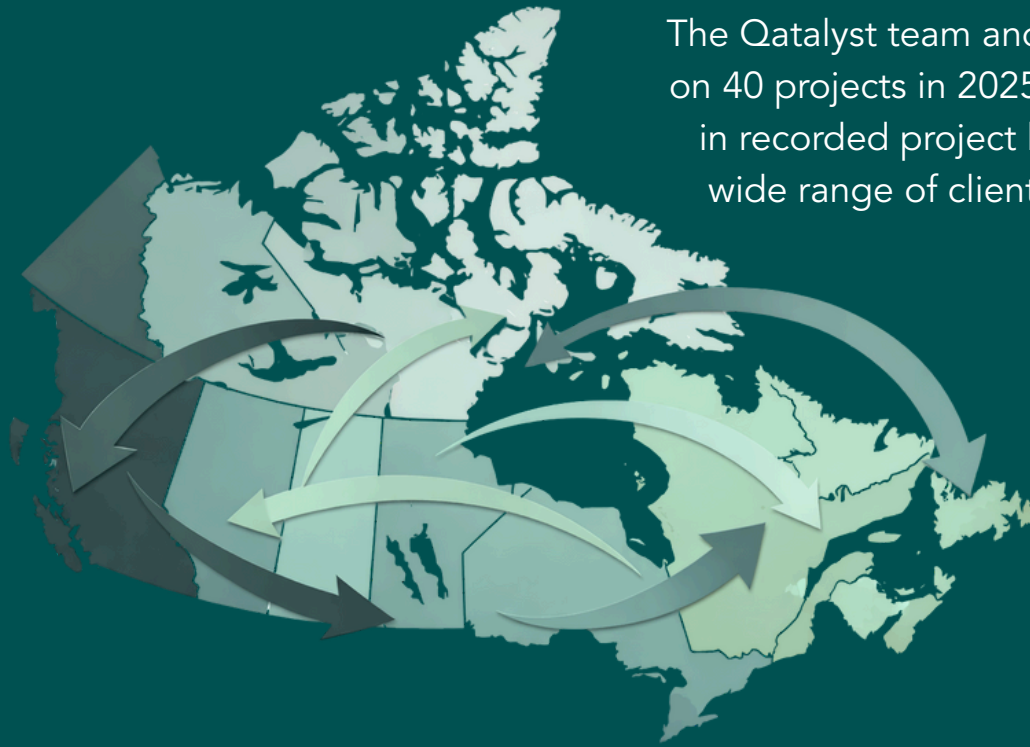 The Qatalyst team and
on 40 projects in 2025
in recorded project
wide range of client